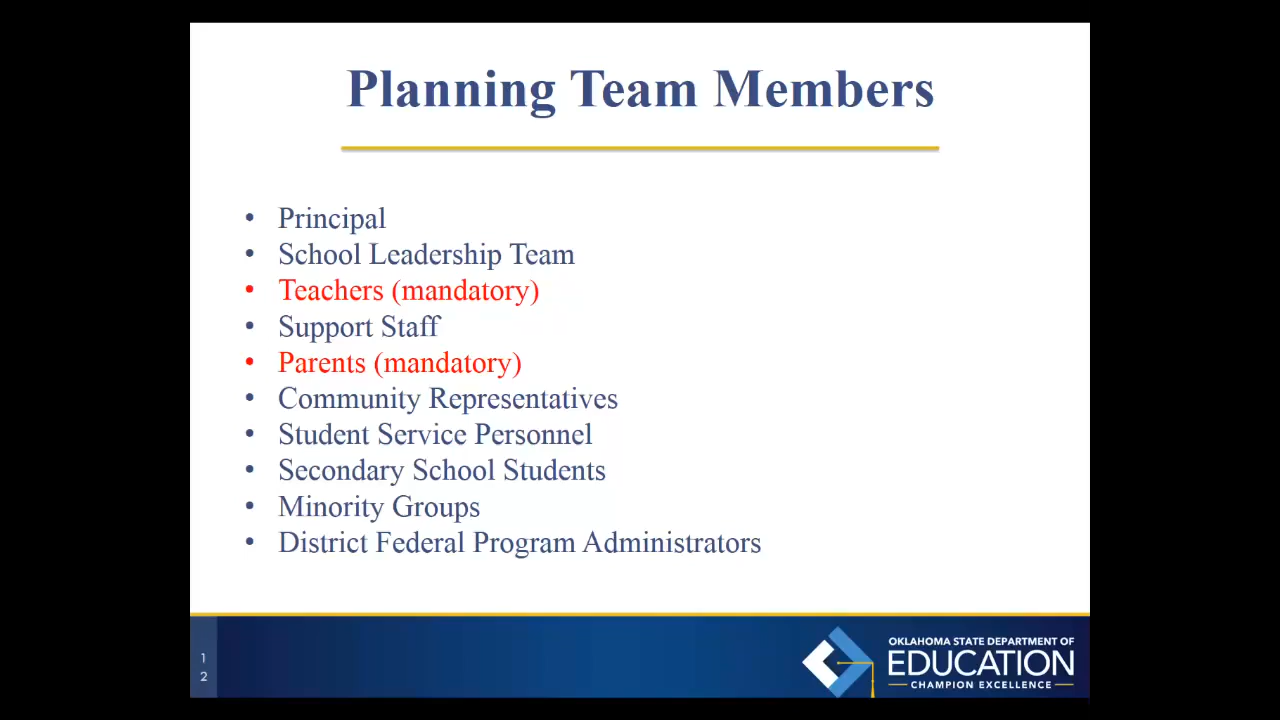 Planning Team Members
• Principal
• School Leadership Team
• Teachers (mandatory)
• Support Staff
• Parents (mandatory)
• Community Representatives
• Student Service Personnel
• Secondary School Students
• Minority Groups
• District Federal Program Administrators
1
2
OKLAHOMA STATE DEPARTMENT OF
EDUCATION
CHAMPION EXCELLENCE